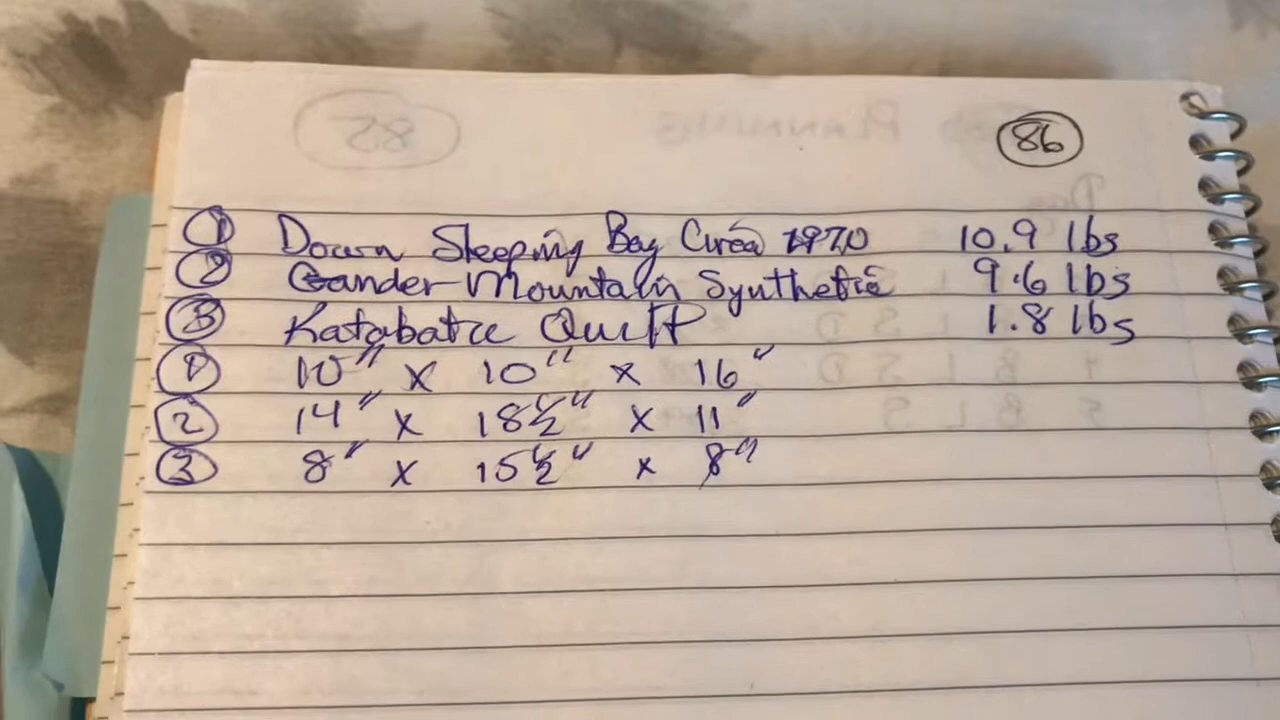 86
① Down Sleeping Bag Circa 1970 10.9 lbs
② Gander Mountain Synthetic 9.6 lbs
③ Katabatic Quilt 1.8 lbs
① 10" x 10" x 16"
② 14" x 18½" x 11"
③ 8" x 15½" x 8"